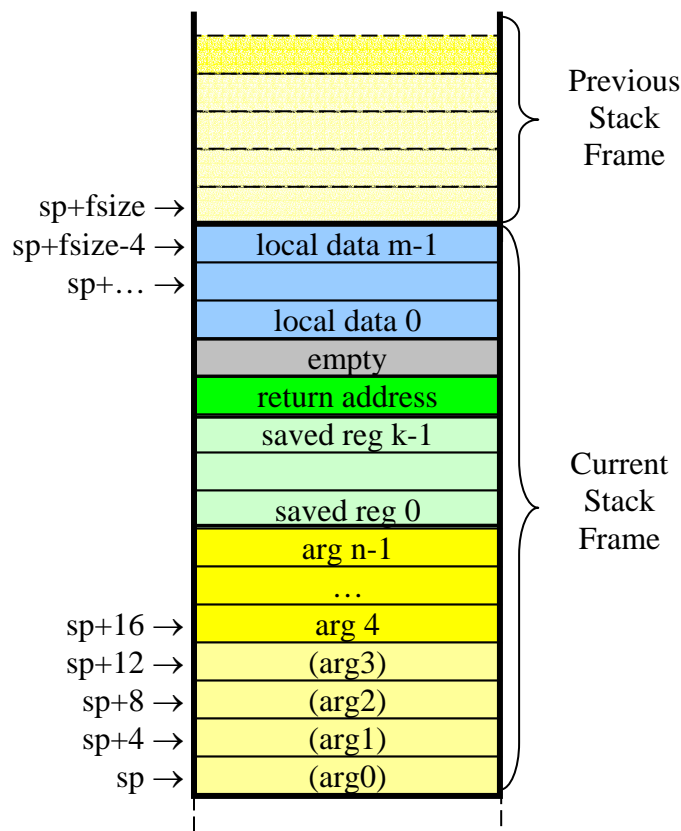 Previous
Stack
Frame
sp+fsize →
sp+fsize-4 → local data m-1
sp+… →
local data 0
empty
return address
saved reg k-1
saved reg 0
Current
Stack
Frame
arg n-1
…
sp+16 → arg 4
sp+12 → (arg3)
sp+8 → (arg2)
sp+4 → (arg1)
sp → (arg0)